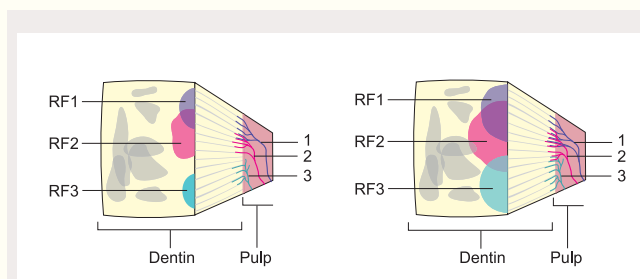 RF1
RF2
RF3
1
2
3
Dentin
Pulp
RF1
RF2
RF3
1
2
3
Dentin
Pulp